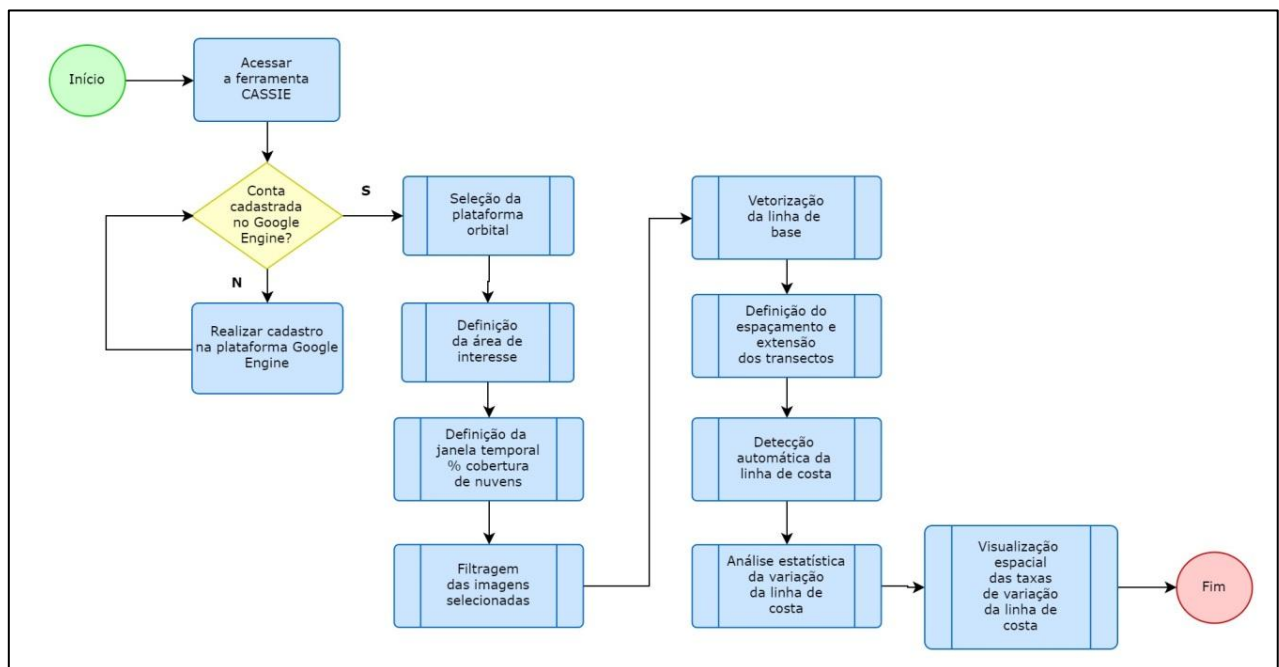 Início
Acessar
a ferramenta
CASSIE
Conta
cadastrada
no Google
Engine?
S
N
Realizar cadastro
na plataforma Google
Engine
Seleção da
plataforma
orbital
Definição
da área de
interesse
Definição da
janela temporal
% cobertura
de nuvens
Filtragem
das imagens
selecionadas
Vetorização
da linha de
base
Definição do
espaçamento e
extensão
dos transectos
Detecção
automática da
linha de costa
Análise estatística
da variação
da linha de
costa
Visualização
espacial
das taxas
de variação
da linha de
costa
Fim